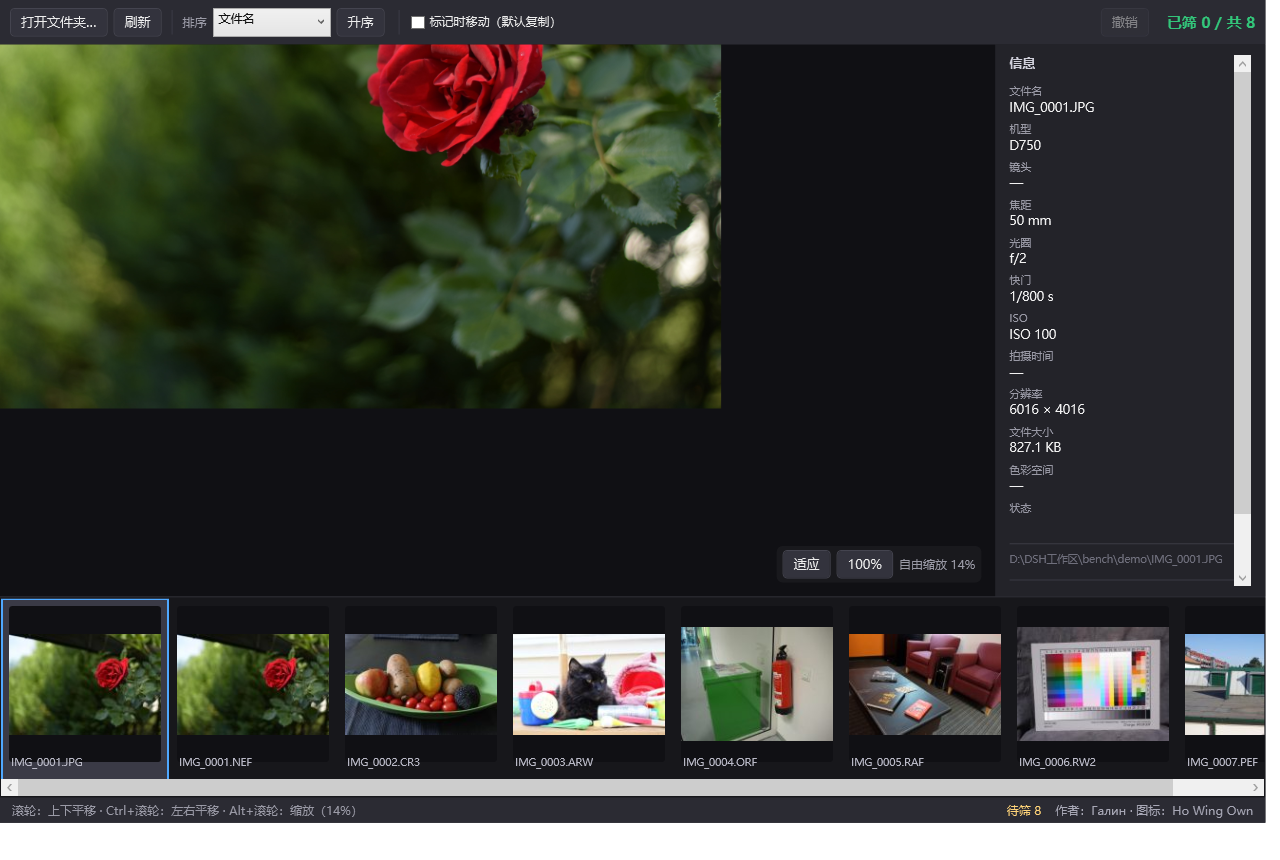 打开文件夹... 刷新 排序 文件名 升序 标记时移动（默认复制） 撤销 已筛 0 / 共 8
信息
文件名
IMG_0001.JPG
机型
D750
镜头
—
焦距
50 mm
光圈
f/2
快门
1/800 s
ISO
ISO 100
拍摄时间
—
分辨率
6016 × 4016
文件大小
827.1 KB
色彩空间
—
状态
D:\DSH工作区\bench\demo\IMG_0001.JPG
适应 100% 自由缩放 14%
IMG_0001.JPG IMG_0001.NEF IMG_0002.CR3 IMG_0003.ARW IMG_0004.ORF IMG_0005.RAF IMG_0006.RW2 IMG_0007.PEF
滚轮：上下平移 · Ctrl+滚轮：左右平移 · Alt+滚轮：缩放（14%） 待筛 8 作者：Галин · 图标：Ho Wing Own